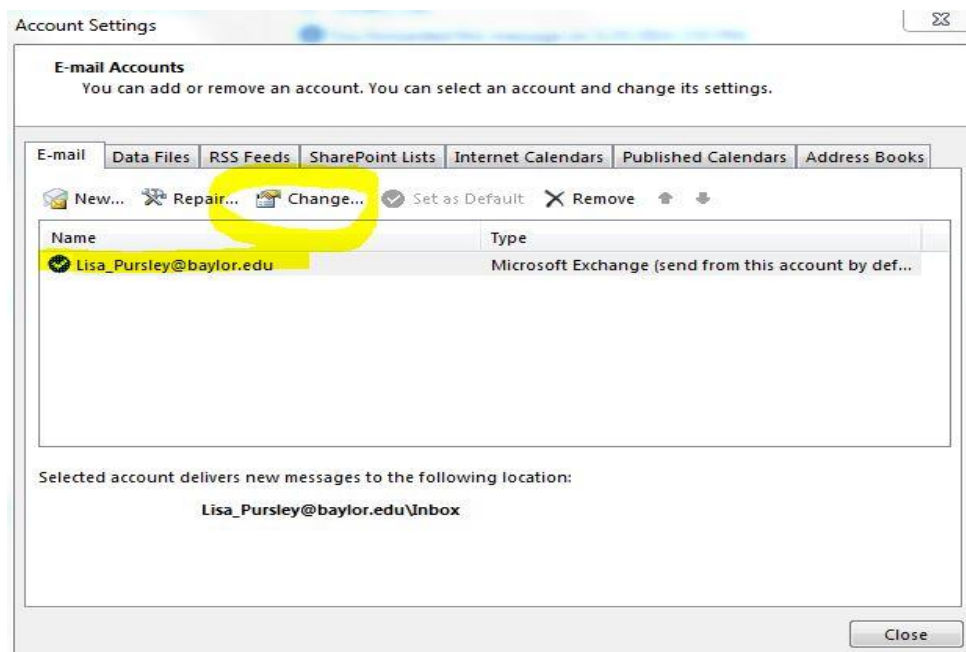 Account Settings
E-mail Accounts
You can add or remove an account. You can select an account and change its settings.
E-mail Data Files RSS Feeds SharePoint Lists Internet Calendars Published Calendars Address Books
New... Repair... Change... Set as Default Remove
Name Type
Lisa_Pursley@baylor.edu Microsoft Exchange (send from this account by def...
Selected account delivers new messages to the following location:
Lisa_Pursley@baylor.edu\Inbox
Close